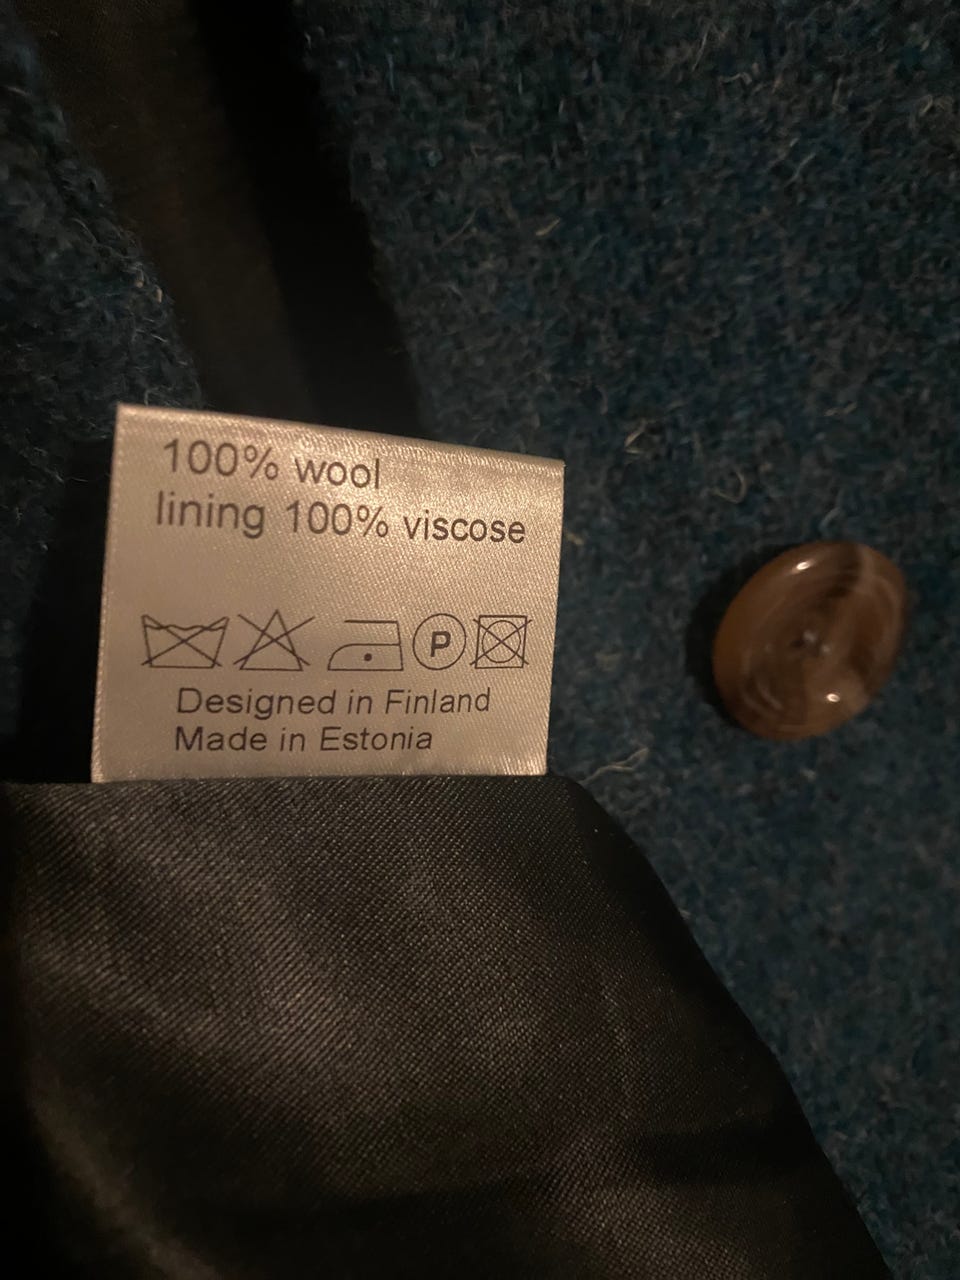 100% wool
lining 100% viscose
P
Designed in Finland
Made in Estonia